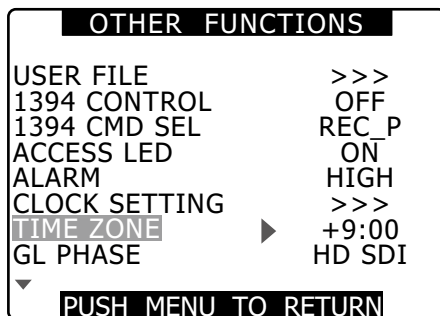 OTHER FUNCTIONS
USER FILE >>>
1394 CONTROL OFF
1394 CMD SEL REC_P
ACCESS LED ON
ALARM HIGH
CLOCK SETTING >>>
TIME ZONE +9:00
GL PHASE HD SDI
PUSH MENU TO RETURN